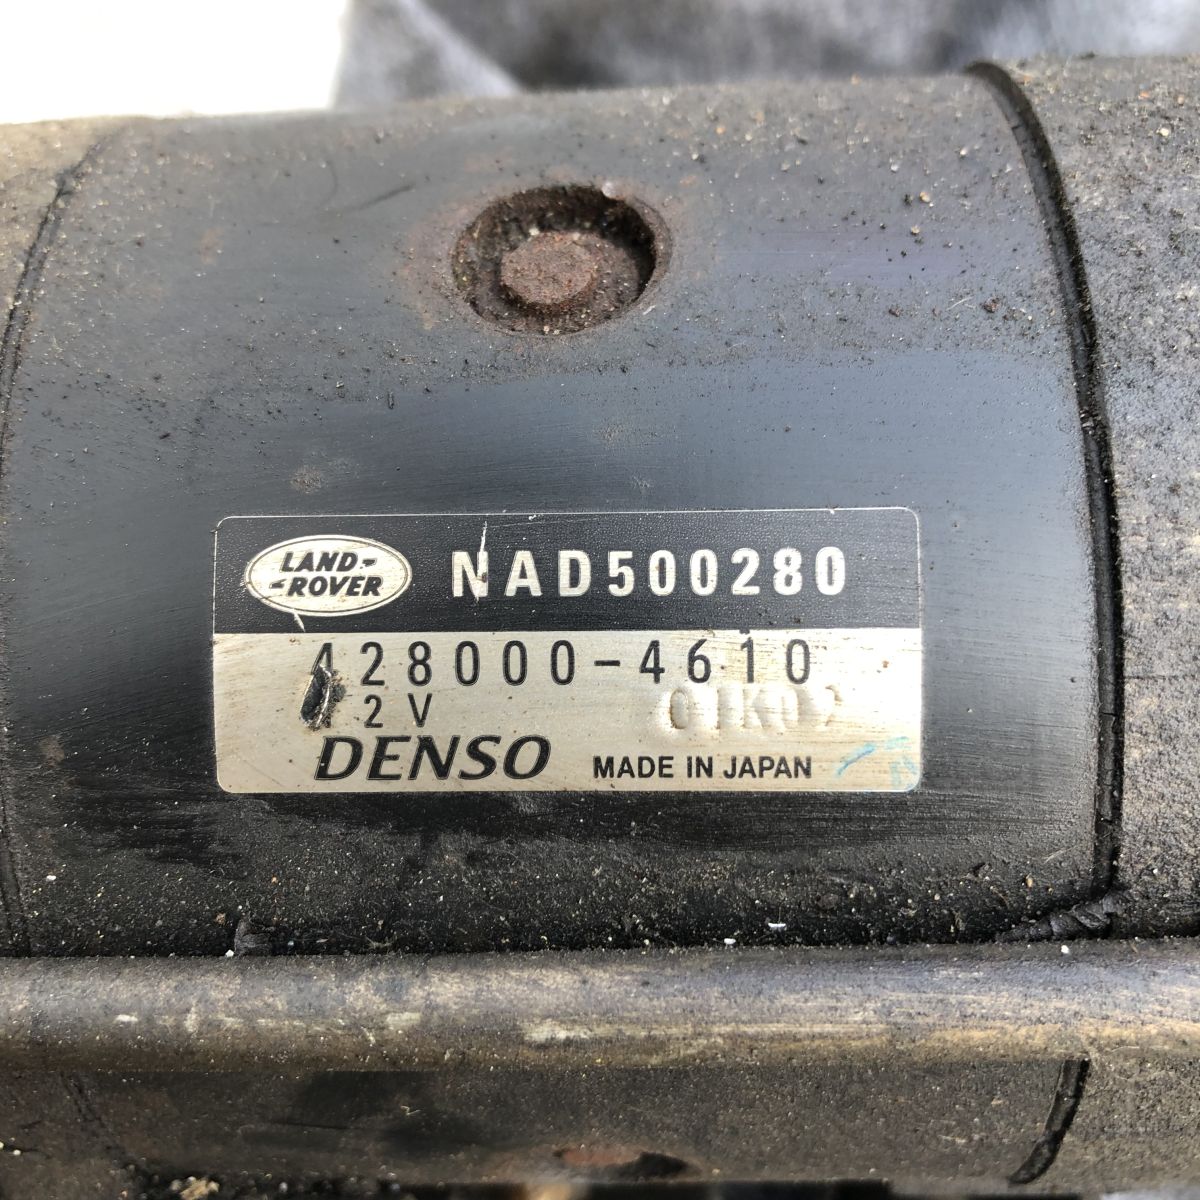 LAND-
-ROVER
NAD500280
428000-4610
2V
DENSO
MADE IN JAPAN